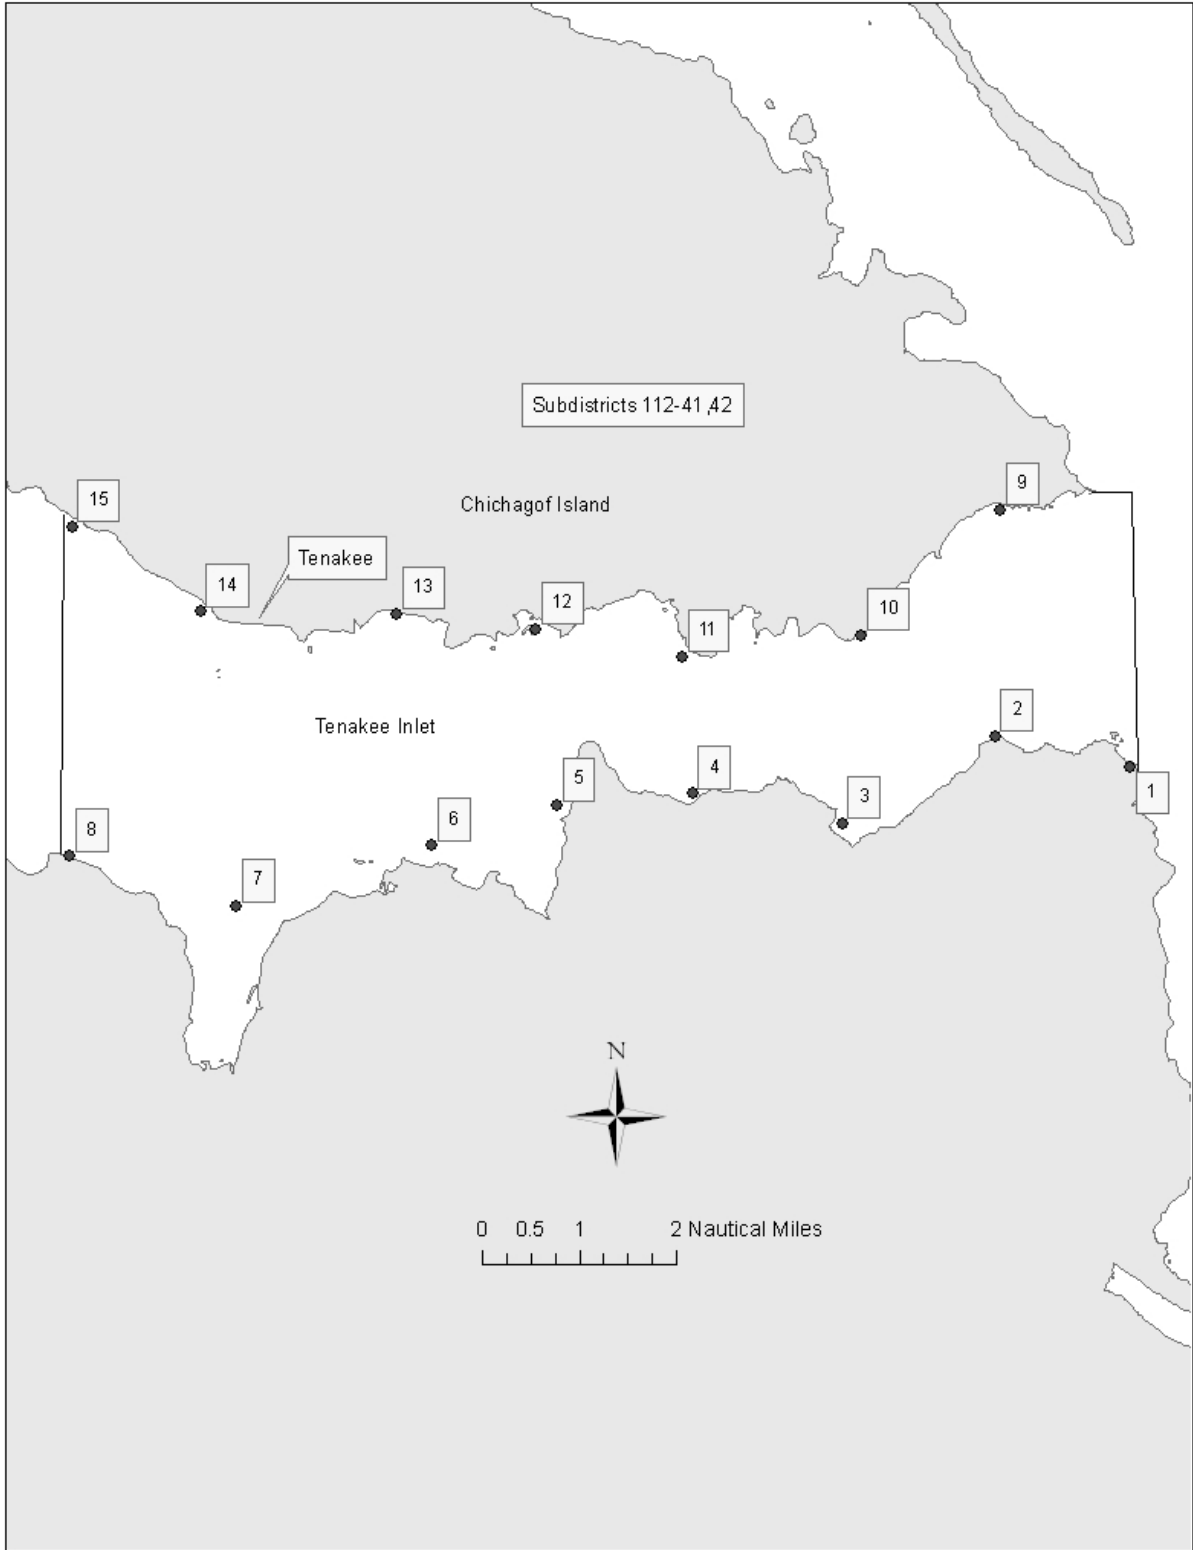 Subdistricts 112-41,42
9
15
Chichagof Island
Tenakee
14
13
12
10
11
2
Tenakee Inlet
4
5
1
3
6
8
7
N
0 0.5 1 2 Nautical Miles